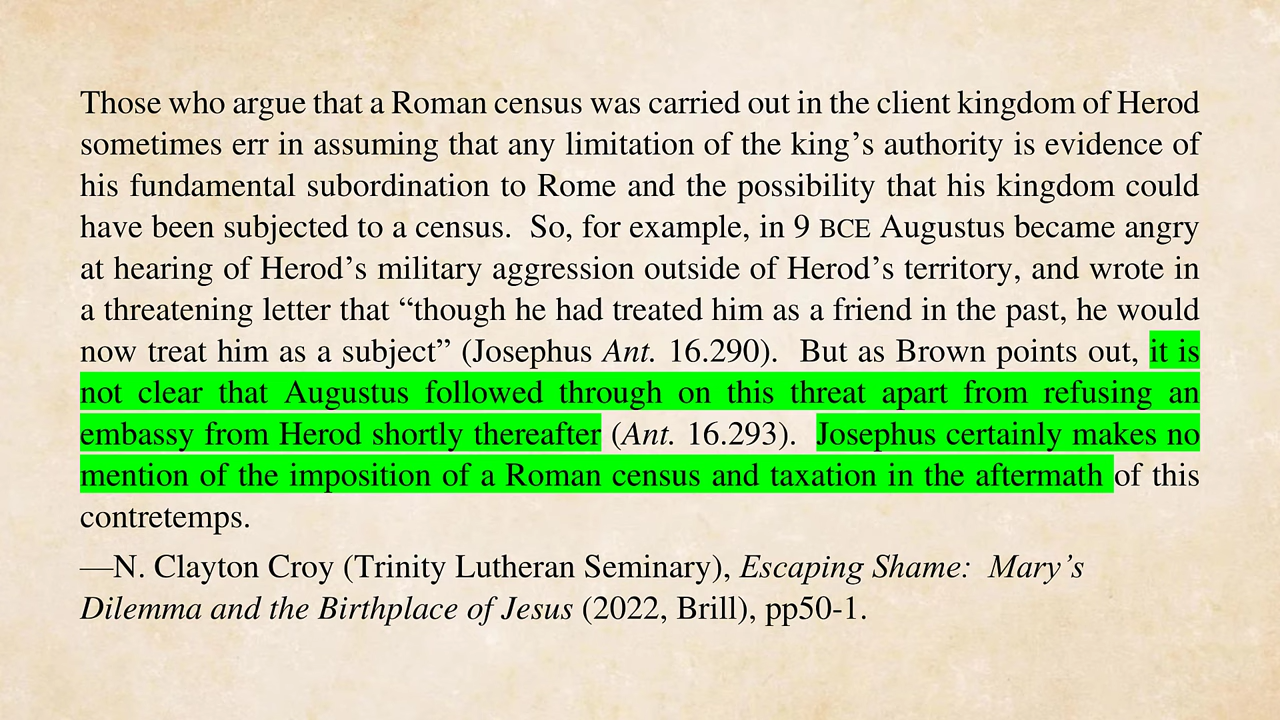 Those who argue that a Roman census was carried out in the client kingdom of Herod
sometimes err in assuming that any limitation of the king’s authority is evidence of
his fundamental subordination to Rome and the possibility that his kingdom could
have been subjected to a census.  So, for example, in 9 BCE Augustus became angry
at hearing of Herod’s military aggression outside of Herod’s territory, and wrote in
a threatening letter that “though he had treated him as a friend in the past, he would
now treat him as a subject” (Josephus Ant. 16.290).  But as Brown points out, it is
not clear that Augustus followed through on this threat apart from refusing an
embassy from Herod shortly thereafter (Ant. 16.293).  Josephus certainly makes no
mention of the imposition of a Roman census and taxation in the aftermath of this
contretemps.
—N. Clayton Croy (Trinity Lutheran Seminary), Escaping Shame:  Mary’s
Dilemma and the Birthplace of Jesus (2022, Brill), pp50-1.